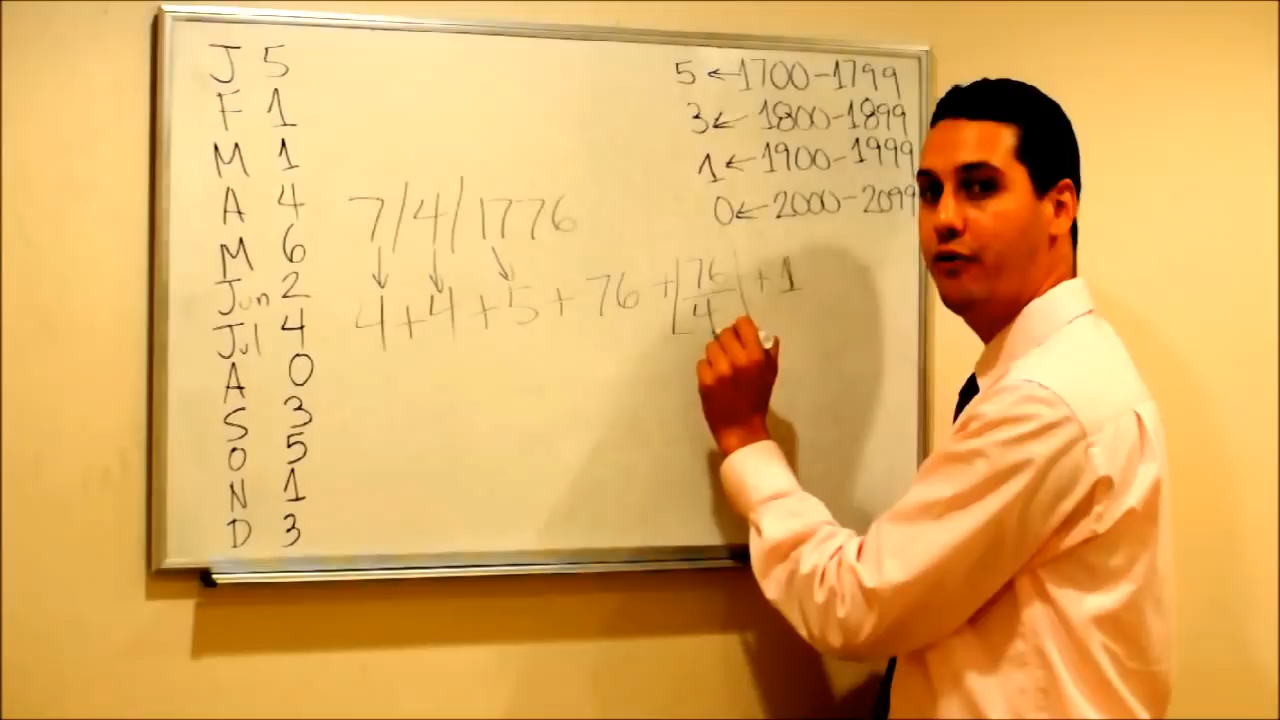 J 5
F 1
M 1
A 4
M 6
Jun 2
Jul 4
A 0
S 3
O 5
N 1
D 3
7/4/1776
↓ ↓ ↓
4+4+5+76+⌊76/4⌋+1
5←1700-1799
3←1800-1899
1←1900-1999
0←2000-2099